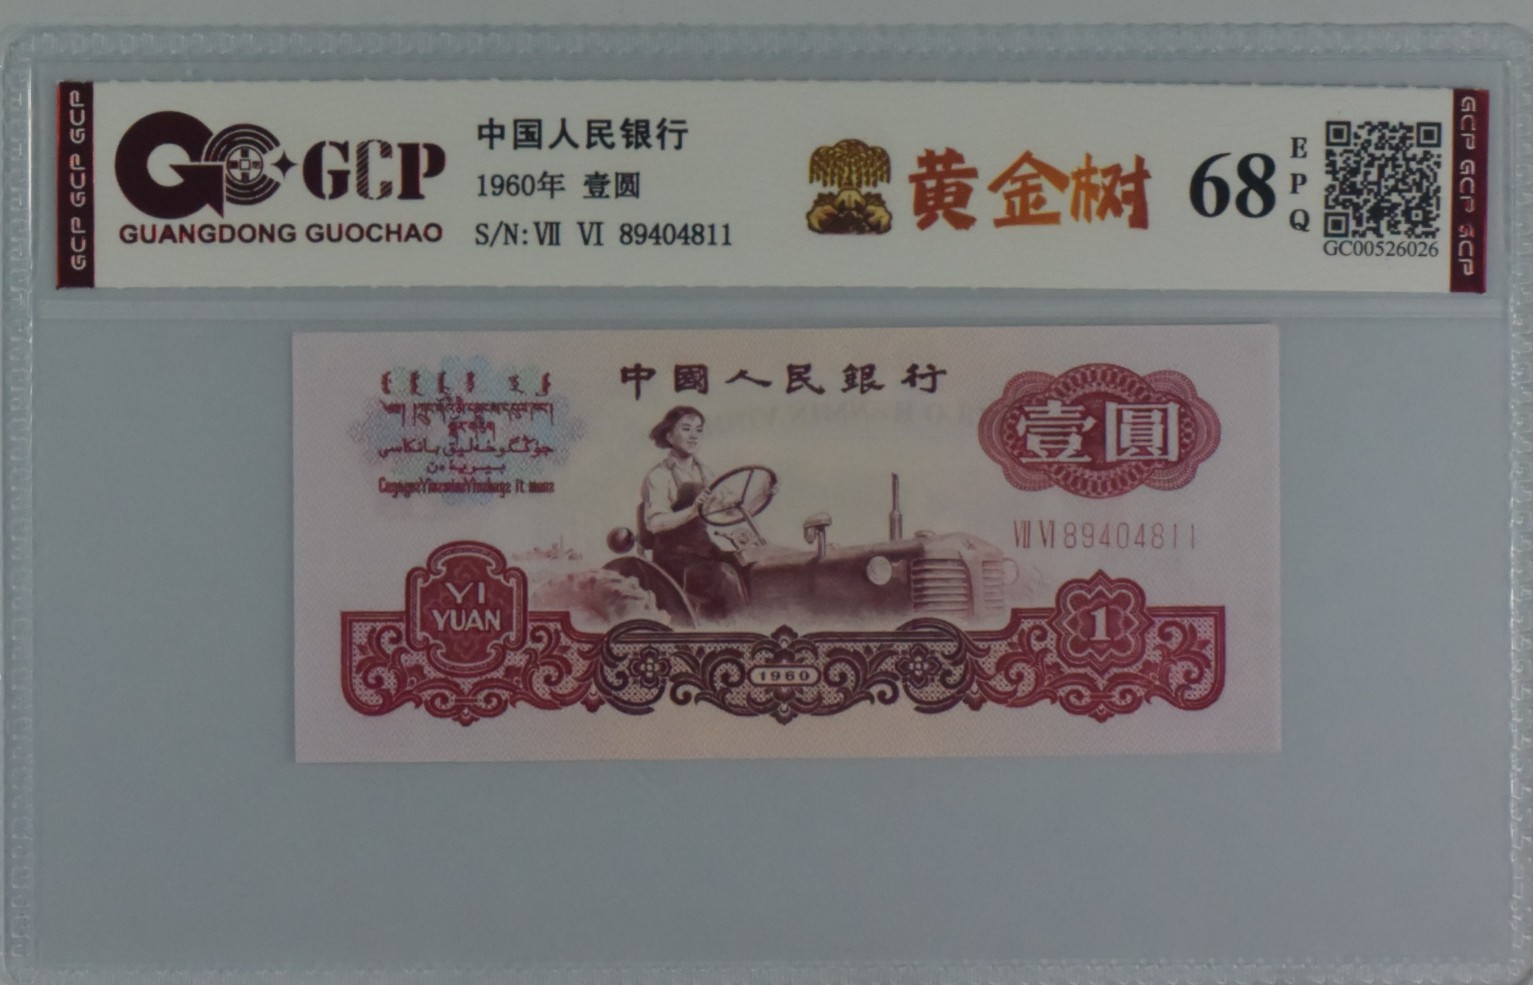 GCP
GUANGDONG GUOCHAO
中国人民银行
1960年 壹圆
S/N: Ⅶ Ⅵ 89404811
黄金树
68
EPQ
GC00526026
GCP GCP GCP
GCP GCP GCP
中國人民銀行
壹圓
Ⅶ Ⅵ 89404811
YI
YUAN
1960
1